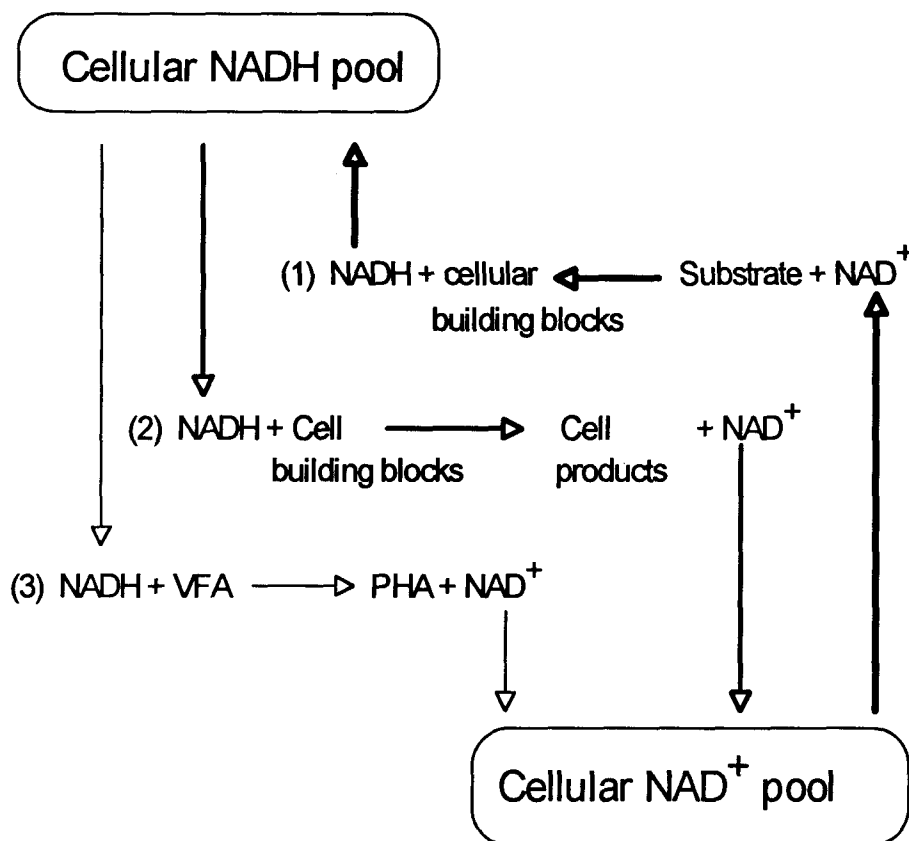 Cellular NADH pool
(1) NADH + cellular Substrate + NAD⁺
building blocks
(2) NADH + Cell Cell + NAD⁺
building blocks products
(3) NADH + VFA PHA + NAD⁺
Cellular NAD⁺ pool